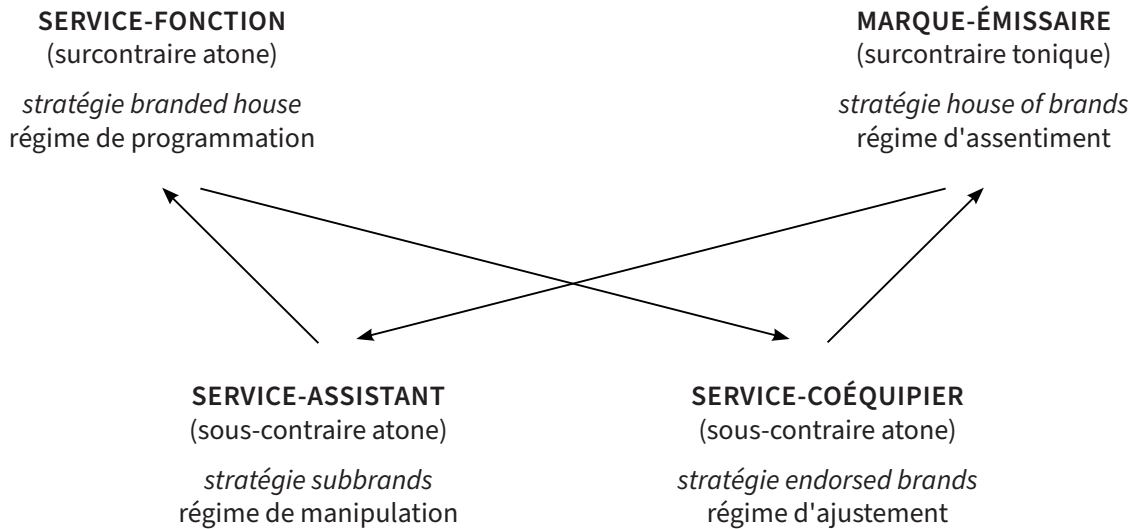 SERVICE-FONCTION
(surcontraire atone)
stratégie branded house
régime de programmation
MARQUE-ÉMISSAIRE
(surcontraire tonique)
stratégie house of brands
régime d'assentiment
SERVICE-ASSISTANT
(sous-contraire atone)
stratégie subbrands
régime de manipulation
SERVICE-COÉQUIPIER
(sous-contraire atone)
stratégie endorsed brands
régime d'ajustement